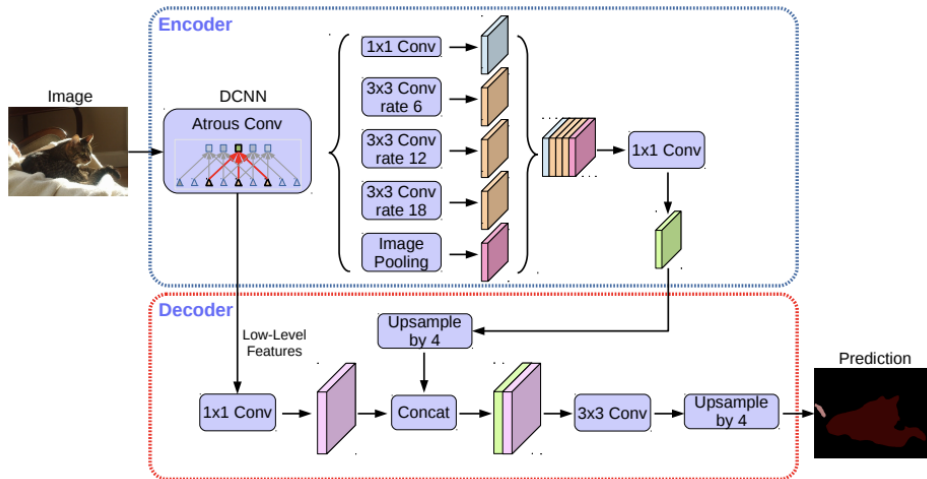 Encoder
Image
DCNN
Atrous Conv
1x1 Conv
3x3 Conv
rate 6
3x3 Conv
rate 12
3x3 Conv
rate 18
Image
Pooling
1x1 Conv
Decoder
Low-Level
Features
Upsample
by 4
1x1 Conv
Concat
3x3 Conv
Upsample
by 4
Prediction